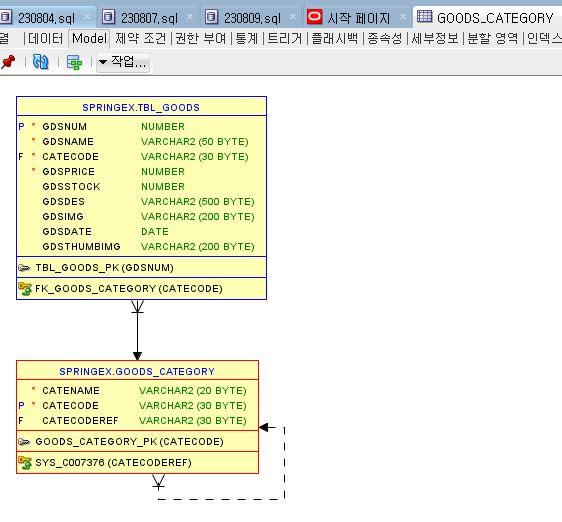 230804.sql 230807.sql 230809.sql 시작 페이지 GOODS_CATEGORY
열 데이터 Model 제약 조건 권한 부여 통계 트리거 플래시백 종속성 세부정보 분할 영역 인덱스
작업...
SPRINGEX.TBL_GOODS
P * GDSNUM NUMBER
* GDSNAME VARCHAR2 (50 BYTE)
F * CATECODE VARCHAR2 (30 BYTE)
* GDSPRICE NUMBER
GDSSTOCK NUMBER
GDSDES VARCHAR2 (500 BYTE)
GDSIMG VARCHAR2 (200 BYTE)
GDSDATE DATE
GDSTHUMBIMG VARCHAR2 (200 BYTE)
TBL_GOODS_PK (GDSNUM)
FK_GOODS_CATEGORY (CATECODE)
SPRINGEX.GOODS_CATEGORY
* CATENAME VARCHAR2 (20 BYTE)
P * CATECODE VARCHAR2 (30 BYTE)
F CATECODEREF VARCHAR2 (30 BYTE)
GOODS_CATEGORY_PK (CATECODE)
SYS_C007376 (CATECODEREF)